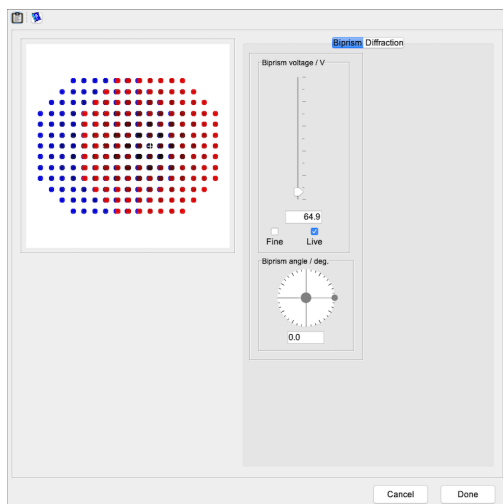 Biprism Diffraction
Biprism voltage / V
64.9
Fine Live
Biprism angle / deg.
0.0
Cancel Done